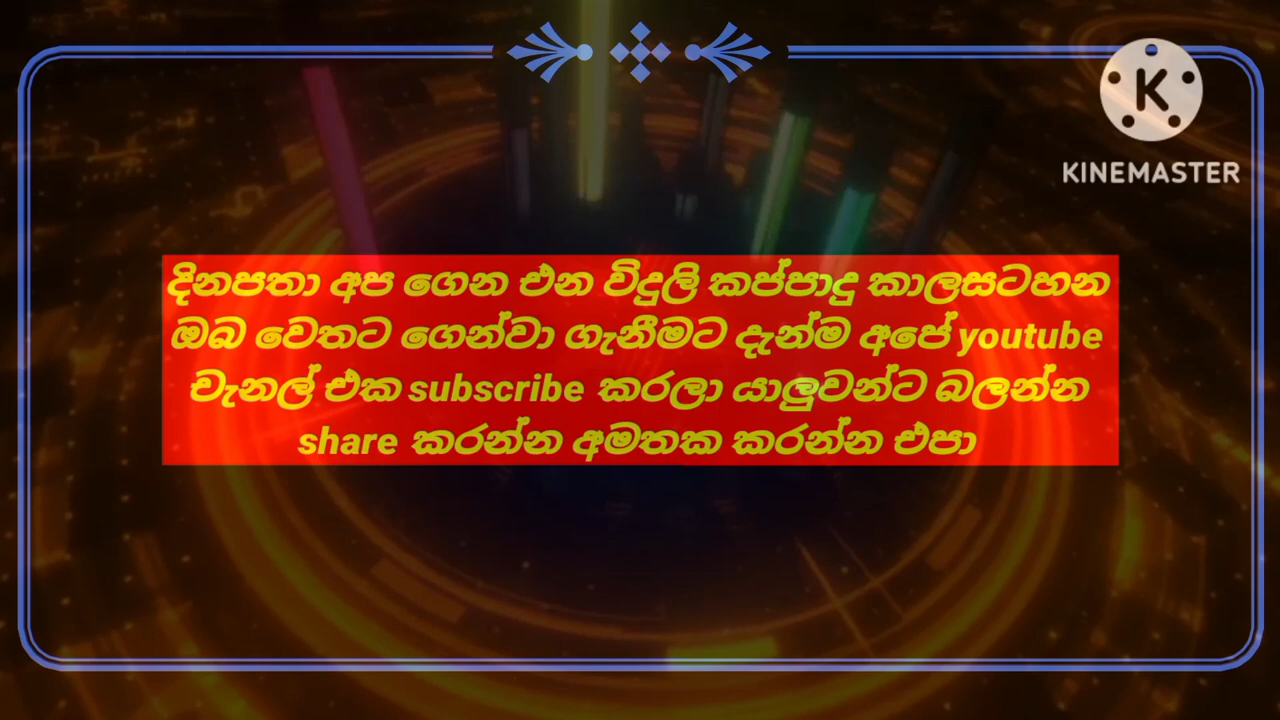 K
KINEMASTER
දිනපතා අප ගෙන එන විදුලි කප්පාදු කාලසටහන
ඔබ වෙතට ගෙන්වා ගැනීමට දැන්ම අපේ youtube
චැනල් එක subscribe කරලා යාලුවන්ට බලන්න
share කරන්න අමතක කරන්න එපා